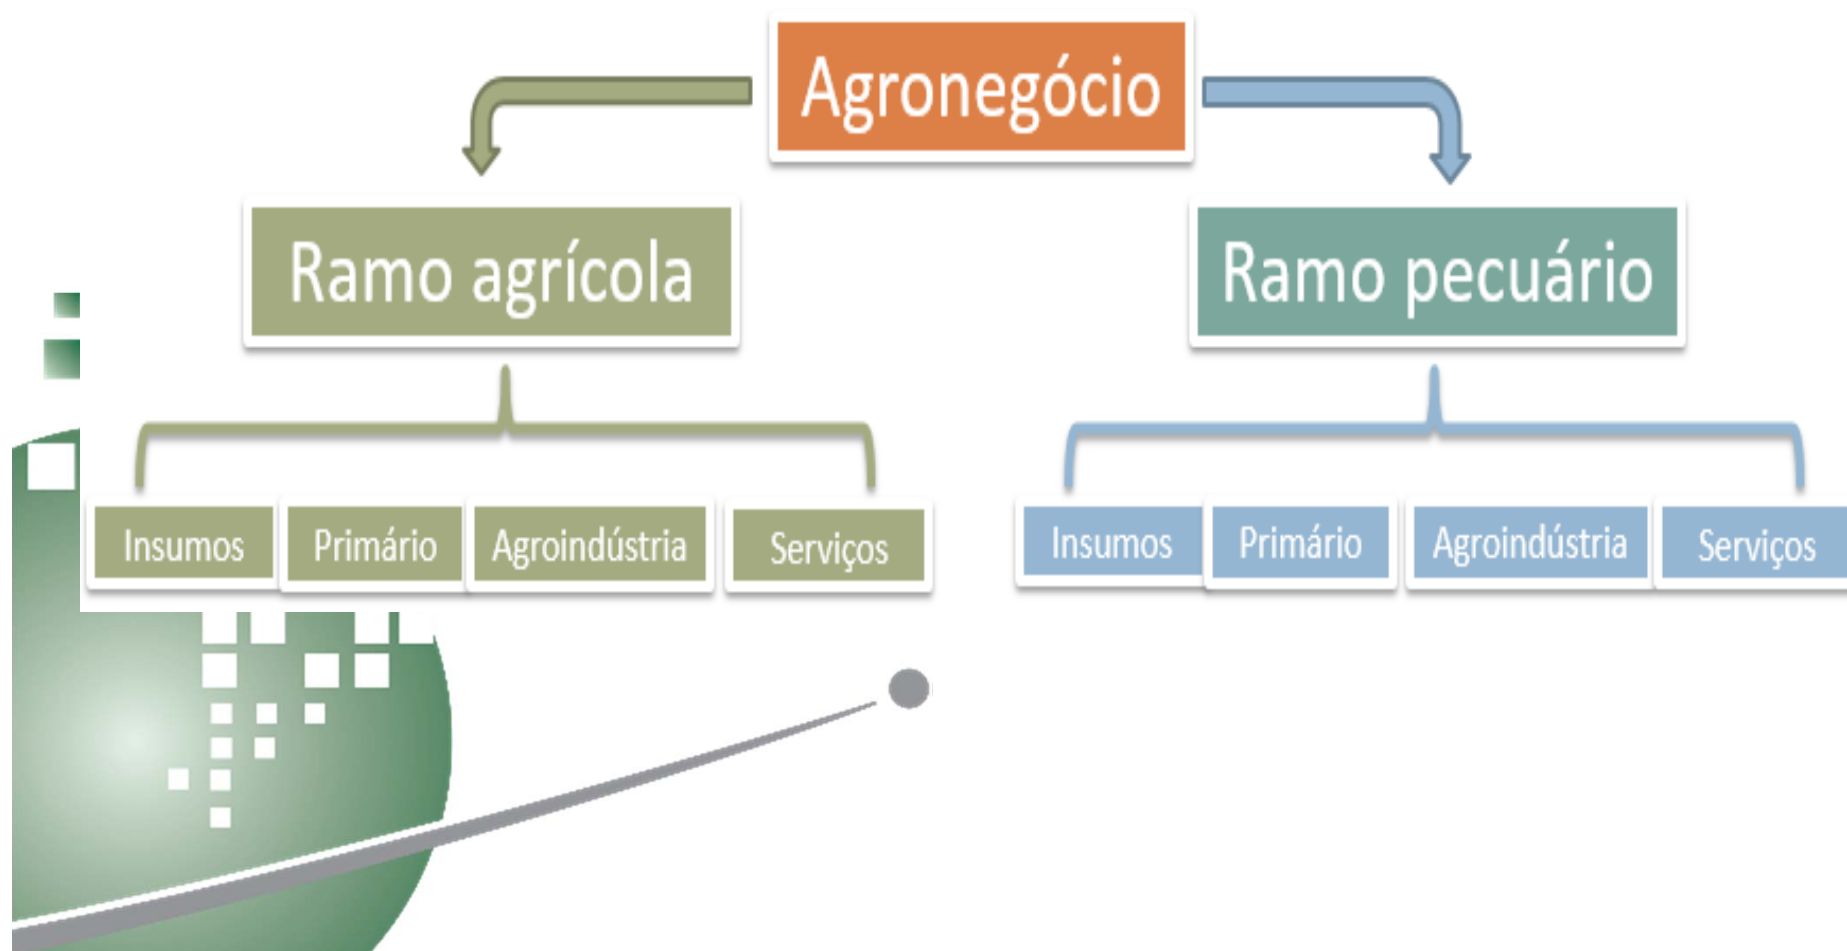 Agronegócio
Ramo agrícola
Ramo pecuário
Insumos
Primário
Agroindústria
Serviços
Insumos
Primário
Agroindústria
Serviços